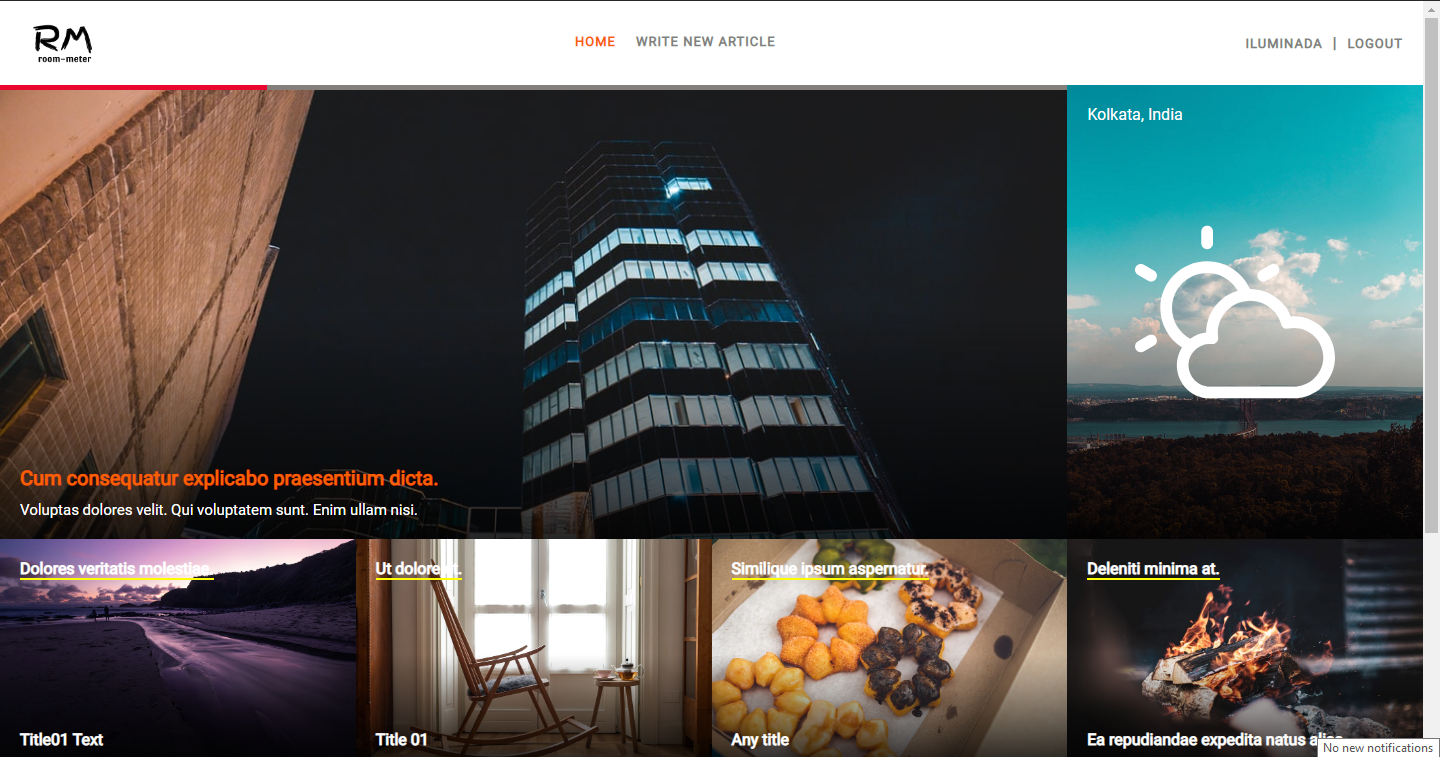 RM
room-meter
HOME WRITE NEW ARTICLE
ILUMINADA | LOGOUT
Kolkata, India
Cum consequatur explicabo praesentium dicta.
Voluptas dolores velit. Qui voluptatem sunt. Enim ullam nisi.
Dolores veritatis molestiae.
Ut dolore et.
Similique ipsum aspernatur.
Deleniti minima at.
Title01 Text
Title 01
Any title
Ea repudiandae expedita natus
No new notifications